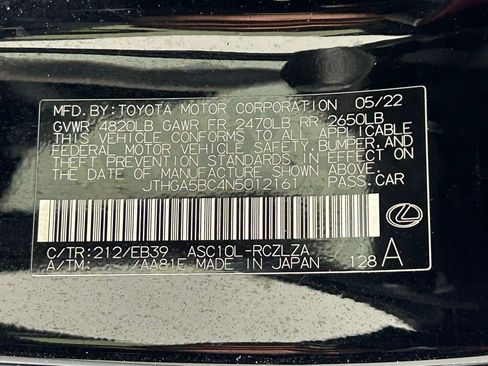 MFD.BY:TOYOTA MOTOR CORPORATION 05/22
GVWR 4820LB GAWR FR 2470LB RR 2650LB
THIS VEHICLE CONFORMS TO ALL APPLICABLE
FEDERAL MOTOR VEHICLE SAFETY, BUMPER, AND
THEFT PREVENTION STANDARDS IN EFFECT ON
THE DATE OF MANUFACTURE SHOWN ABOVE.
JTHGA5BC4N5012161 PASS.CAR
C/TR:212/EB39 ASC10L-RCZLZA
A/TM: /AA81E MADE IN JAPAN 128 A